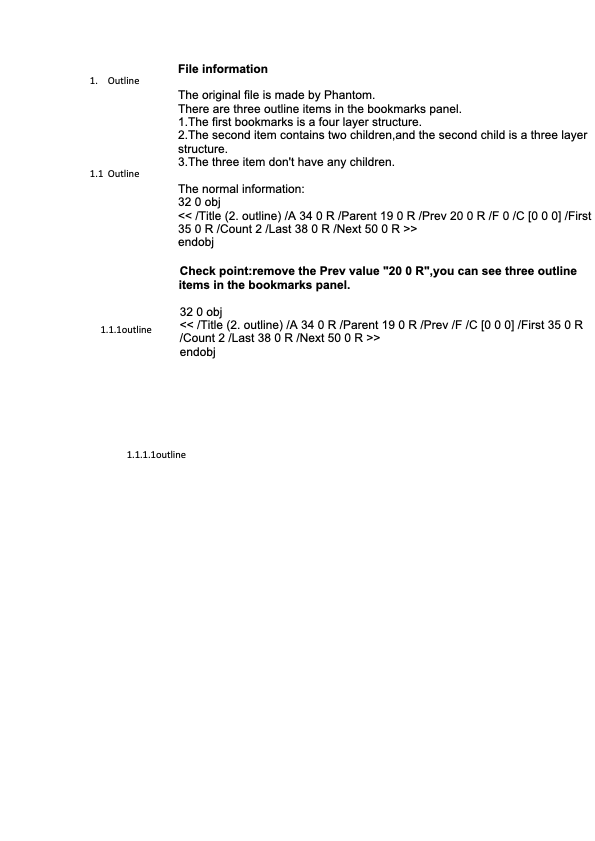 File information
1. Outline
The original file is made by Phantom.
There are three outline items in the bookmarks panel.
1.The first bookmarks is a four layer structure.
2.The second item contains two children,and the second child is a three layer
structure.
3.The three item don't have any children.
1.1 Outline
The normal information:
32 0 obj
<< /Title (2. outline) /A 34 0 R /Parent 19 0 R /Prev 20 0 R /F 0 /C [0 0 0] /First
35 0 R /Count 2 /Last 38 0 R /Next 50 0 R >>
endobj
Check point:remove the Prev value "20 0 R",you can see three outline
items in the bookmarks panel.
32 0 obj
<< /Title (2. outline) /A 34 0 R /Parent 19 0 R /Prev /F /C [0 0 0] /First 35 0 R
/Count 2 /Last 38 0 R /Next 50 0 R >>
endobj
1.1.1outline
1.1.1.1outline